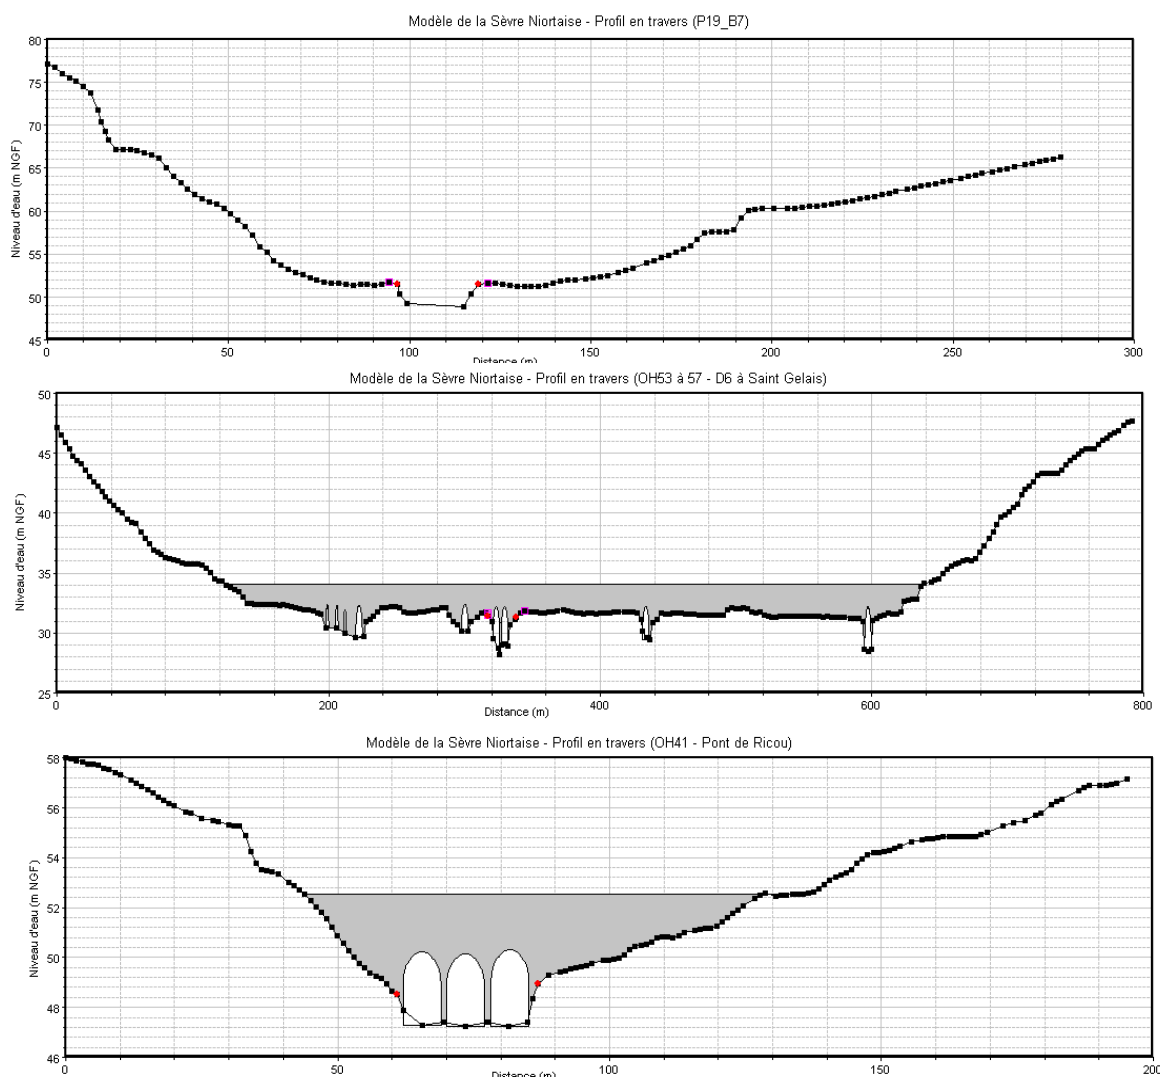 Modèle de la Sèvre Niortaise - Profil en travers (P19_B7)
80
75
70
65
60
55
50
45
Niveau d'eau (m NGF)
0 50 100 150 200 250 300
Distance (m)
Modèle de la Sèvre Niortaise - Profil en travers (OH53 à 57 - D6 à Saint Gelais)
50
45
40
35
30
25
Niveau d'eau (m NGF)
0 200 400 600 800
Distance (m)
Modèle de la Sèvre Niortaise - Profil en travers (OH41 - Pont de Ricou)
58
56
54
52
50
48
46
Niveau d'eau (m NGF)
0 50 100 150 200
Distance (m)